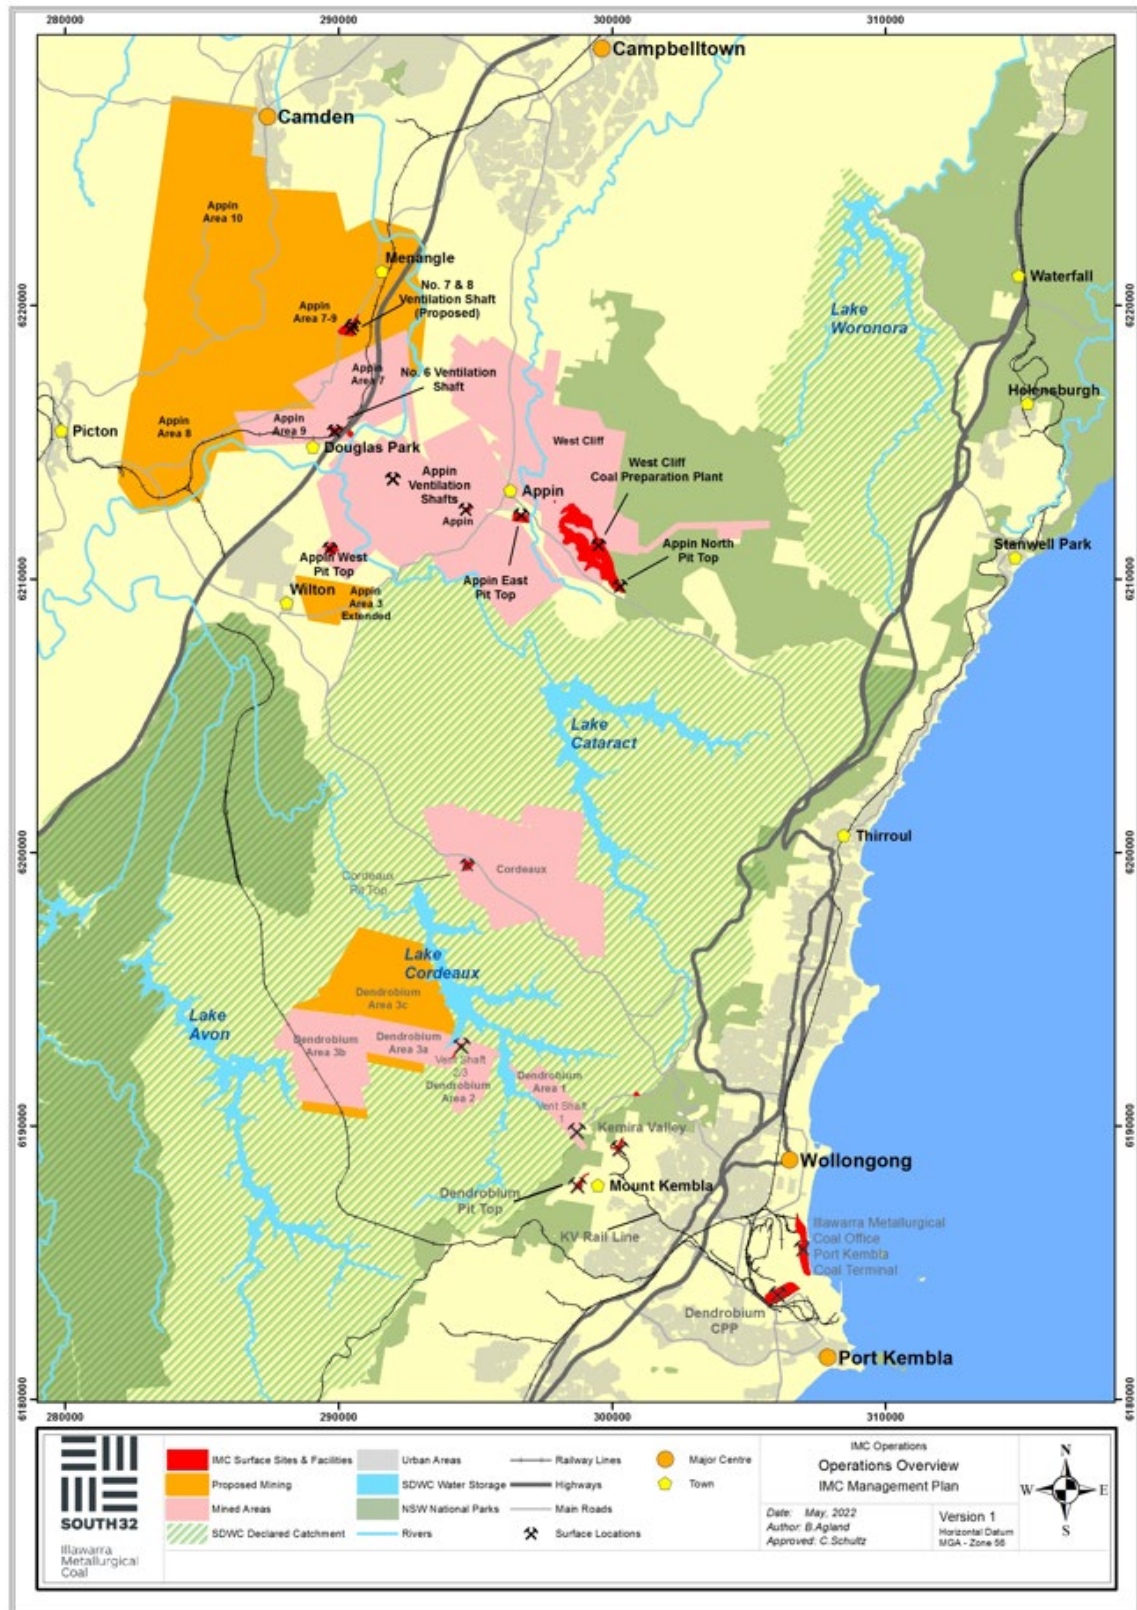 280000
290000
300000
310000
Campbelltown
Camden
Appin
Area 10
Menangle
No. 7 & 8
Ventilation Shaft
(Proposed)
Appin
Area 7-9
Waterfall
Lake
Woronora
6220000
6220000
Appin
Area 7
No. 6 Ventilation
Shaft
Helensburgh
Picton
Appin
Area 8
Appin
Area 9
Douglas Park
West Cliff
West Cliff
Coal Preparation Plant
Appin
Ventilation
Shafts
Appin
Appin
Appin North
Pit Top
Stanwell Park
Appin West
Pit Top
Appin East
Pit Top
6210000
6210000
Wilton
Appin
Area 3
Extended
Lake
Cataract
Thirroul
6200000
6200000
Cordeaux
Pit Top
Cordeaux
Lake
Cordeaux
Dendrobium
Area 3c
Lake
Avon
Dendrobium
Area 3b
Dendrobium
Area 3a
Vent Shaft
2/3
Dendrobium
Area 2
Dendrobium
Area 1
Vent Shaft
1
6190000
6190000
Kemira Valley
Wollongong
Mount Kembla
Dendrobium
Pit Top
KV Rail Line
Illawarra Metallurgical
Coal Office
Port Kembla
Coal Terminal
Dendrobium
CPP
Port Kembla
6180000
6180000
280000
290000
300000
310000
SOUTH32
Illawarra
Metallurgical
Coal
IMC Surface Sites & Facilities
Proposed Mining
Mined Areas
SDWC Declared Catchment
Urban Areas
SDWC Water Storage
NSW National Parks
Rivers
Railway Lines
Highways
Main Roads
Surface Locations
Major Centre
Town
IMC Operations
Operations Overview
IMC Management Plan
Date: May, 2022
Author: B.Agland
Approved: C.Schultz
Version 1
Horizontal Datum
MGA - Zone 56
N
W
E
S